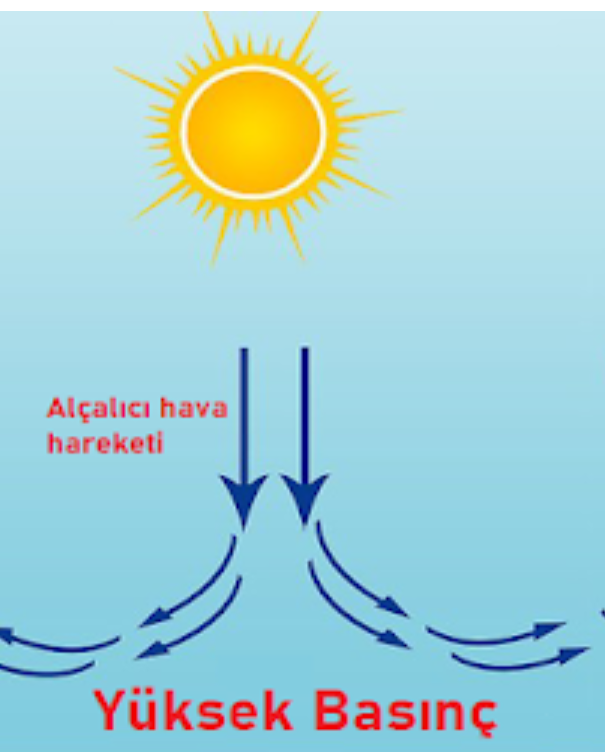 Alçalıcı hava
hareketi
Yüksek Basınç